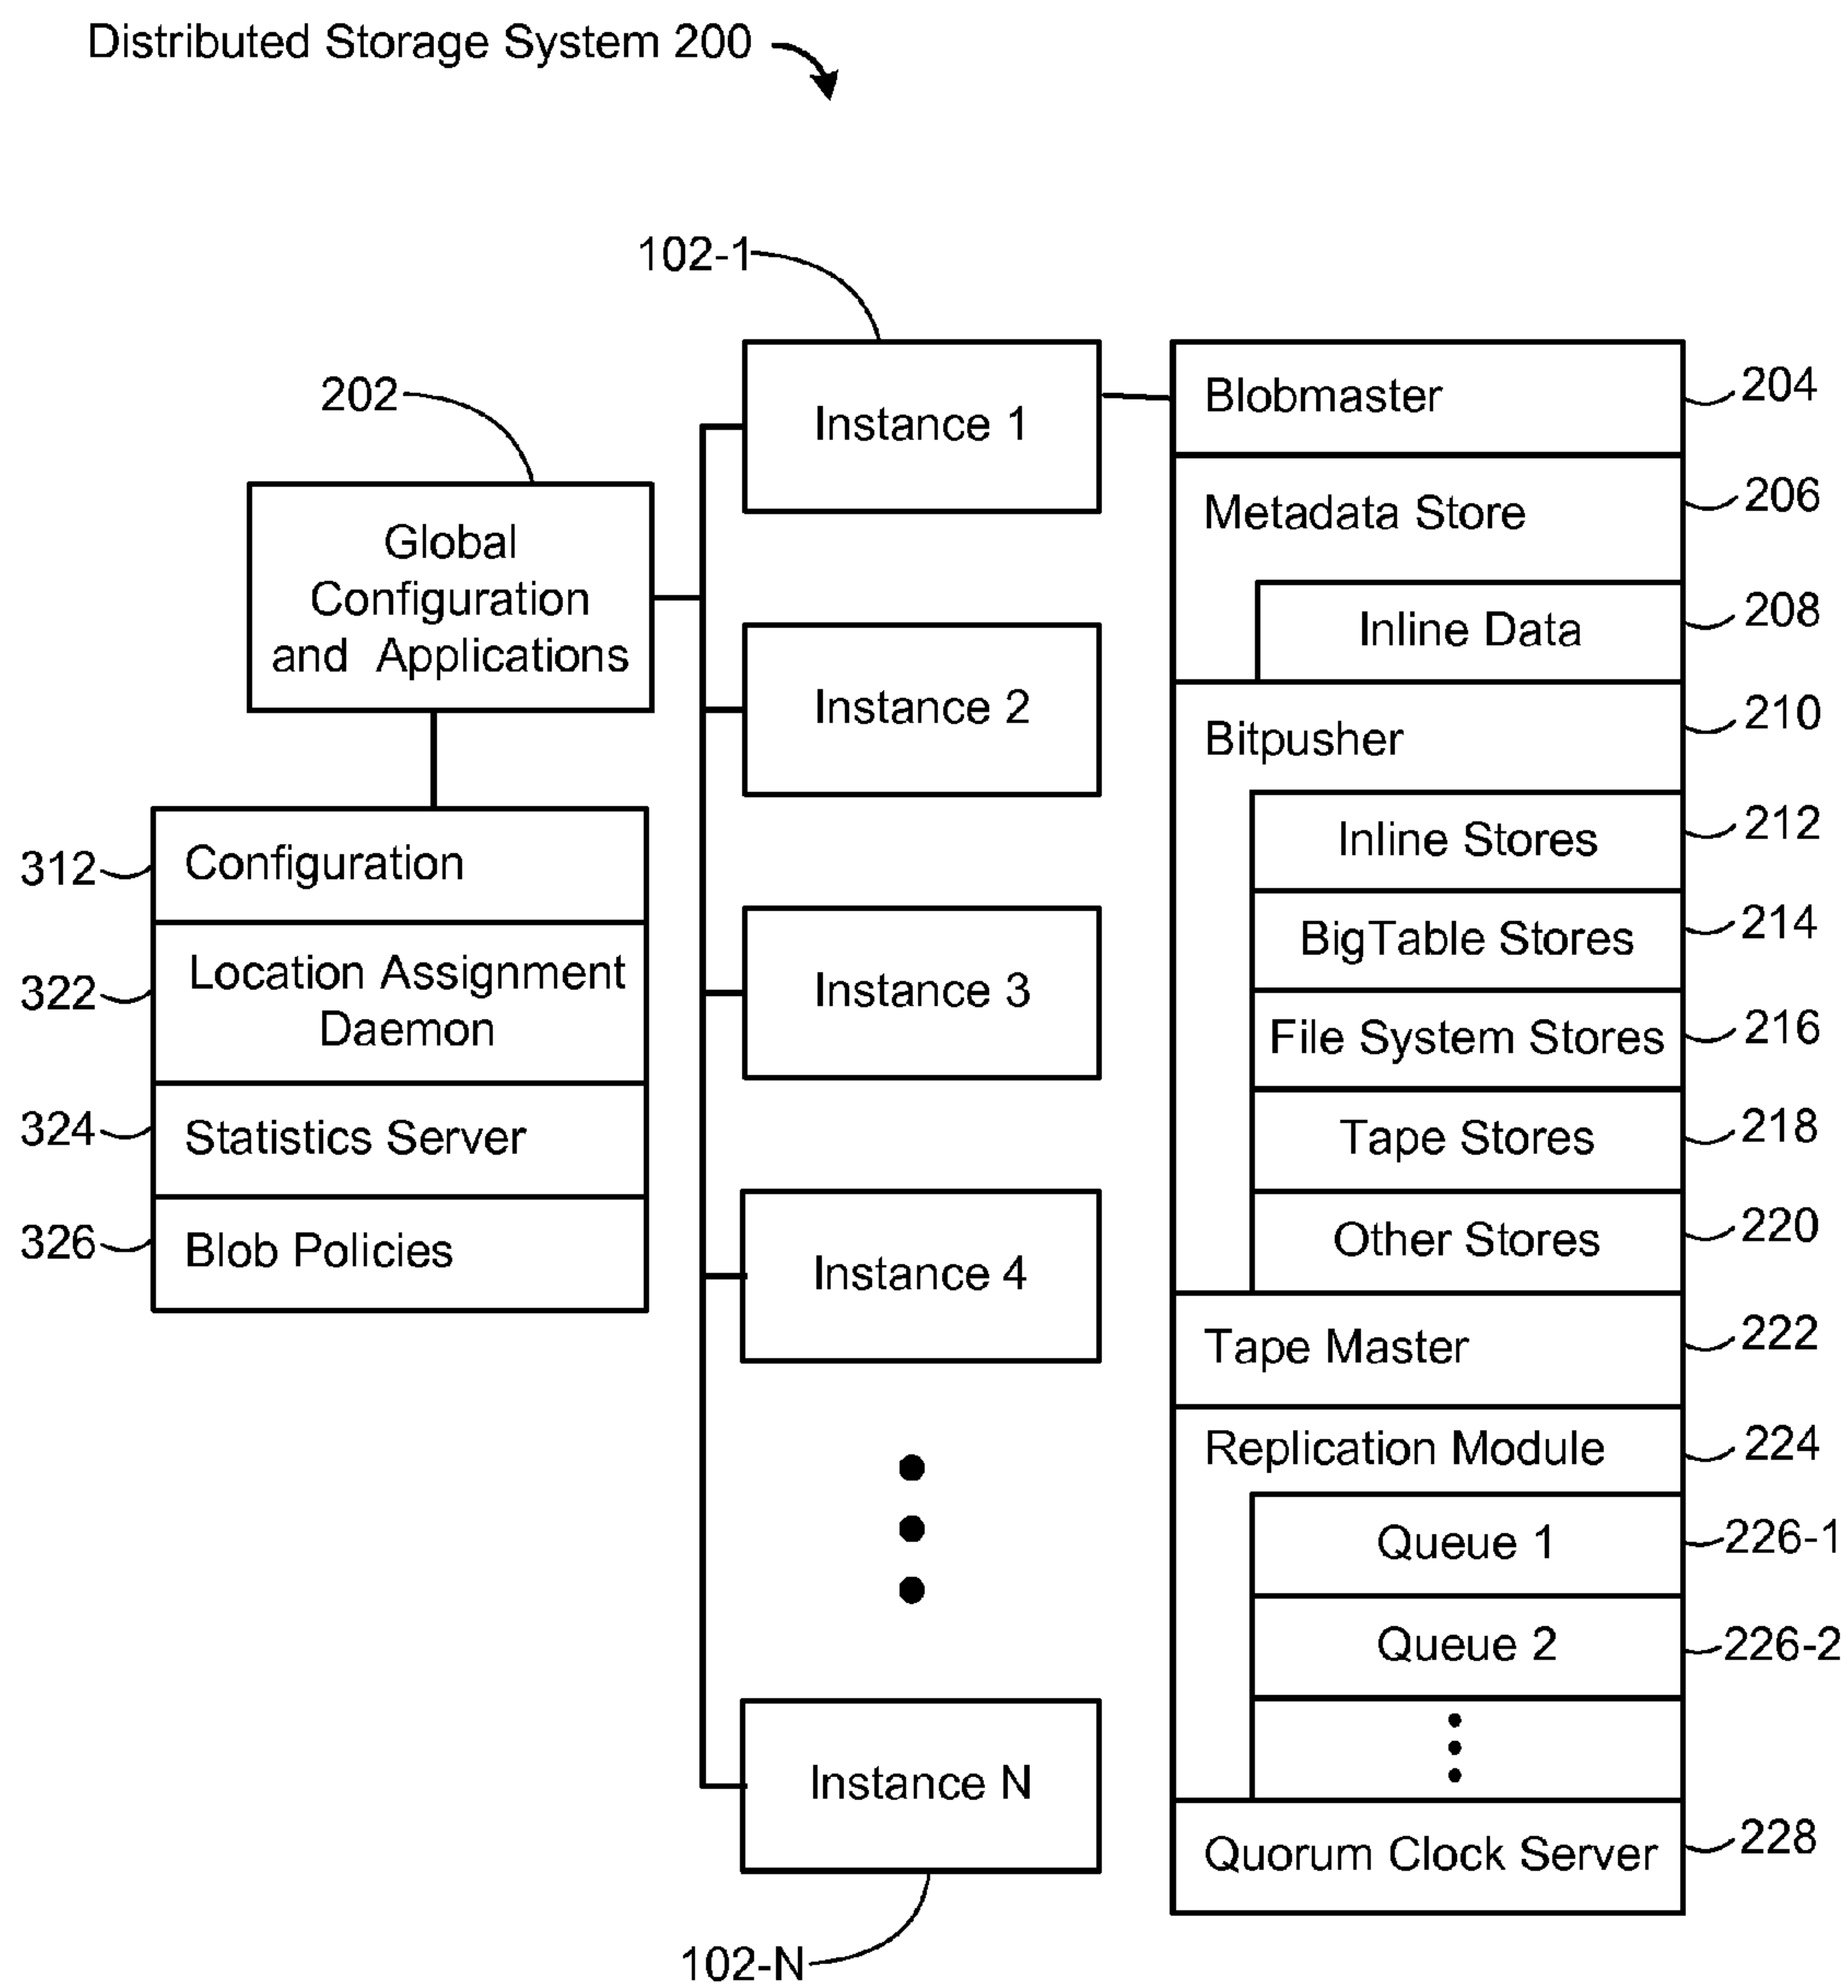 Distributed Storage System 200
102-1
202
Global
Configuration
and Applications
312
Configuration
322
Location Assignment
Daemon
324
Statistics Server
326
Blob Policies
Instance 1
Instance 2
Instance 3
Instance 4
Instance N
102-N
Blobmaster
204
Metadata Store
206
Inline Data
208
Bitpusher
210
Inline Stores
212
BigTable Stores
214
File System Stores
216
Tape Stores
218
Other Stores
220
Tape Master
222
Replication Module
224
Queue 1
226-1
Queue 2
226-2
Quorum Clock Server
228